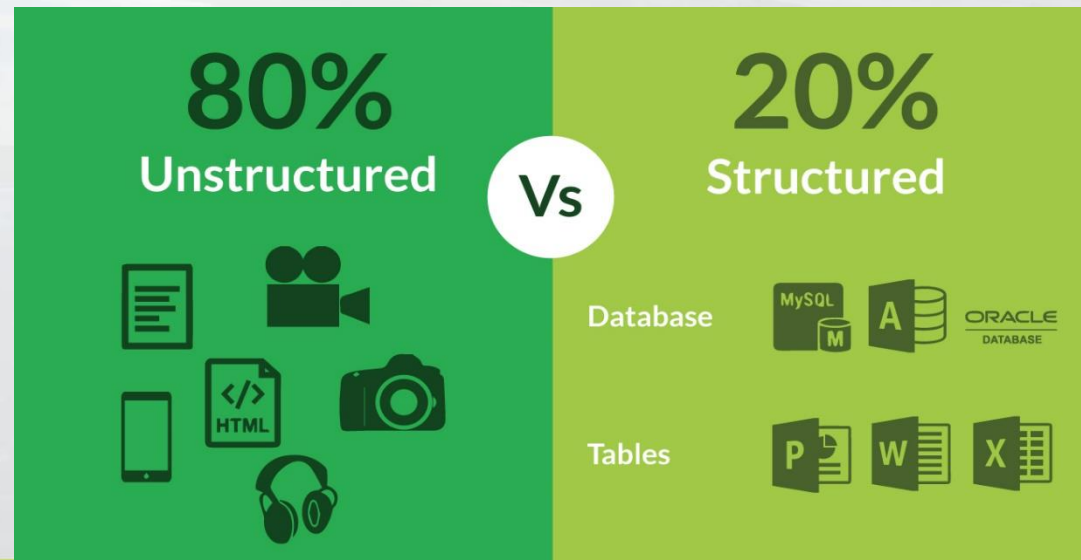 80%
Unstructured
</>
HTML
Vs
20%
Structured
Database
MySQL
M
A
ORACLE
DATABASE
Tables
P
W
X